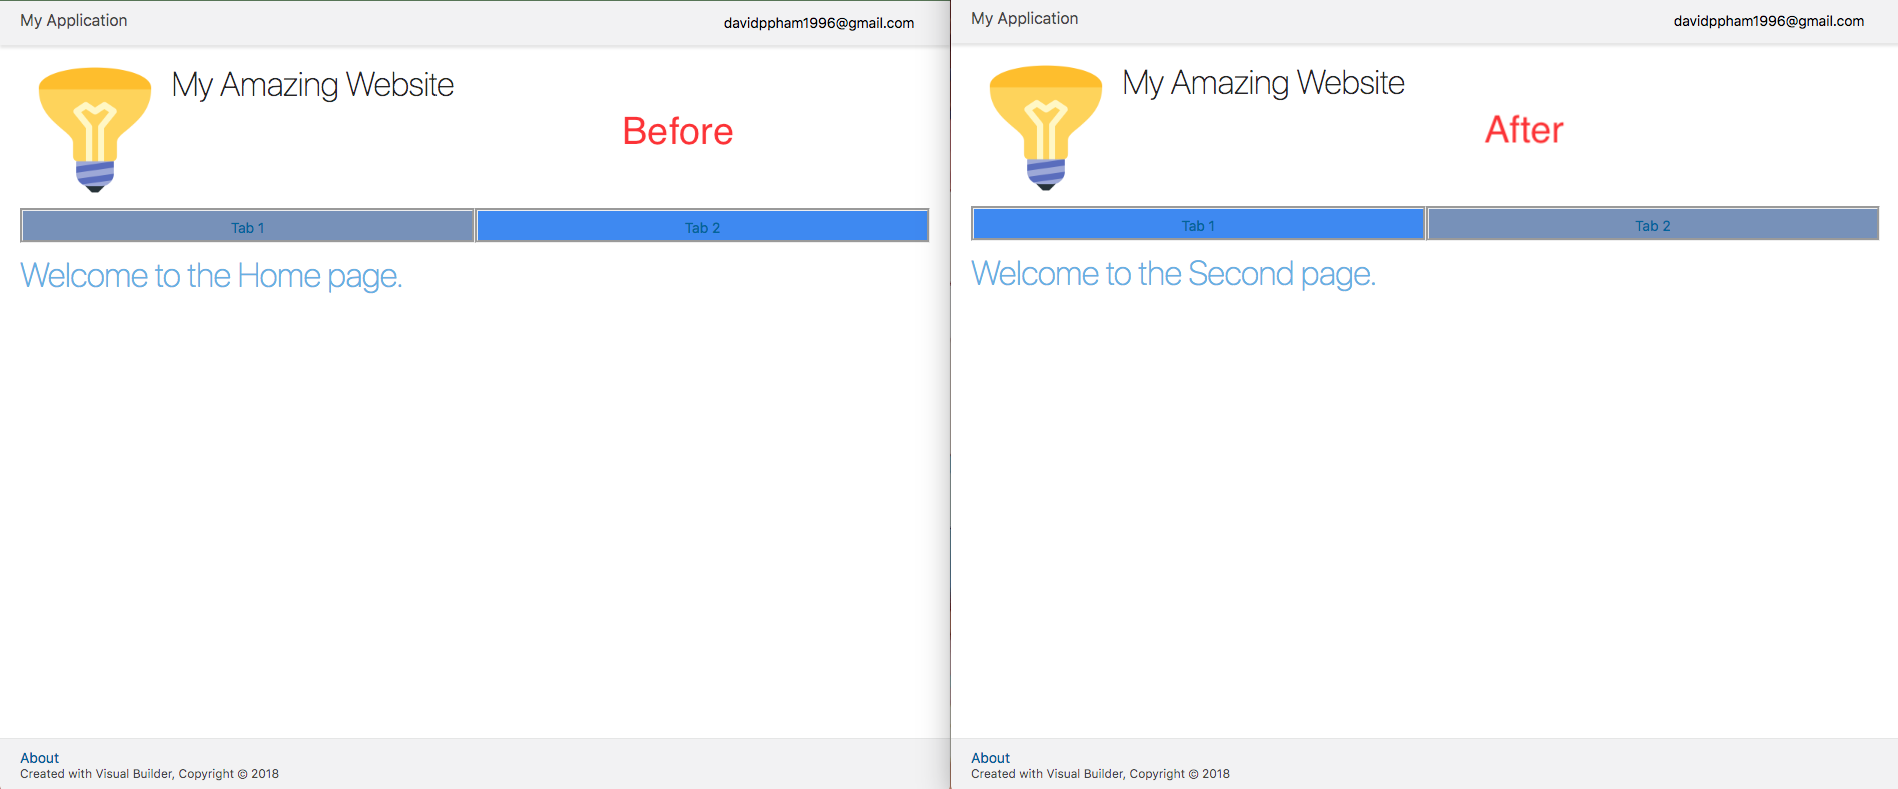 My Application
davidppham1996@gmail.com
My Amazing Website
Before
Tab 1
Tab 2
Welcome to the Home page.
About
Created with Visual Builder, Copyright © 2018
My Application
davidppham1996@gmail.com
My Amazing Website
After
Tab 1
Tab 2
Welcome to the Second page.
About
Created with Visual Builder, Copyright © 2018